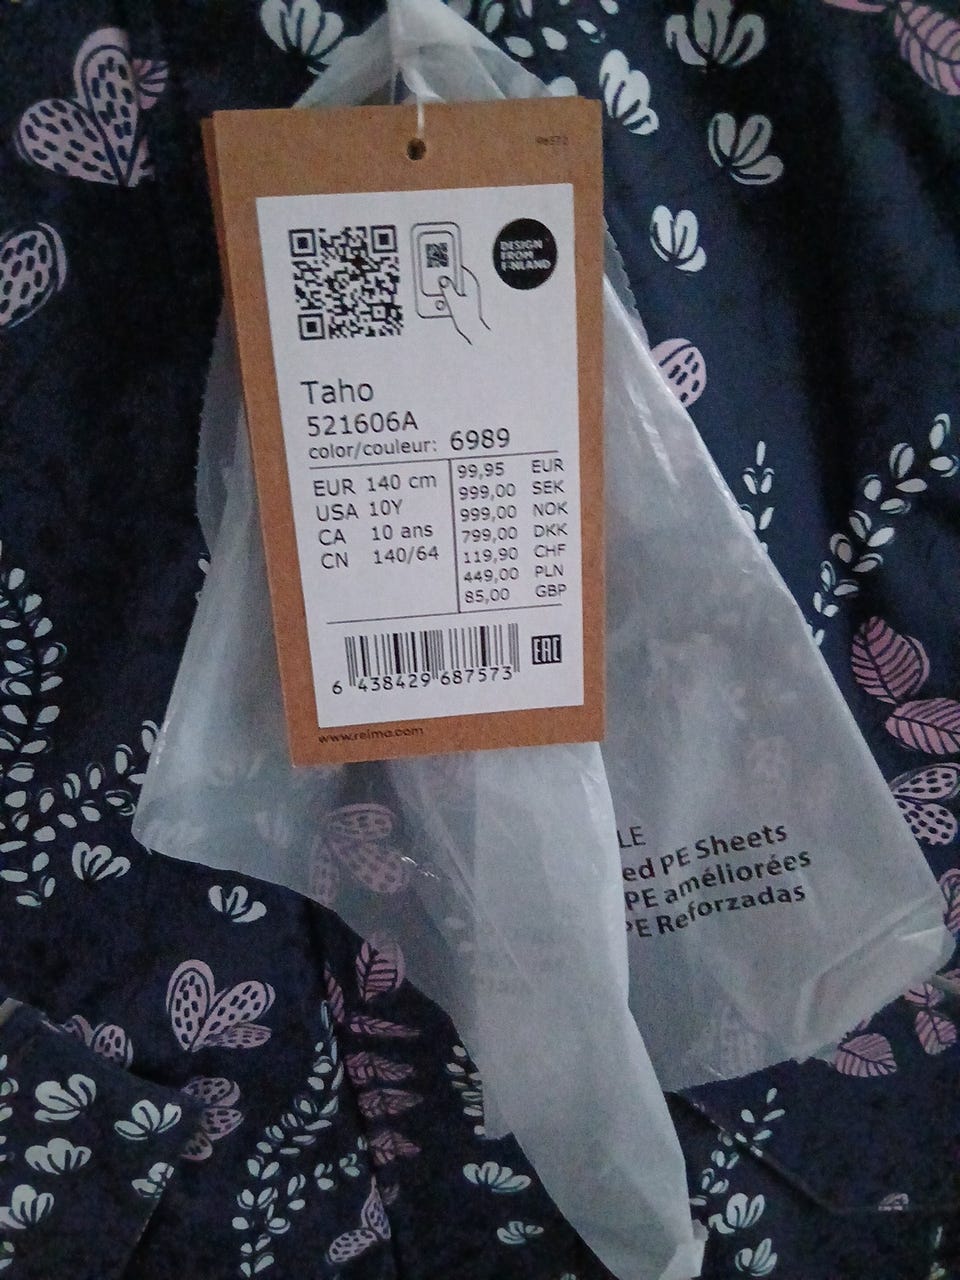 DESIGN
FROM
FINLAND
Taho
521606A
color/couleur: 6989
EUR 140 cm
USA 10Y
CA 10 ans
CN 140/64
99,95 EUR
999,00 SEK
999,00 NOK
799,00 DKK
119,90 CHF
449,00 PLN
85,00 GBP
6 438429 687573
EAC
www.reima.com
LE
ed PE Sheets
PE améliorées
PE Reforzadas